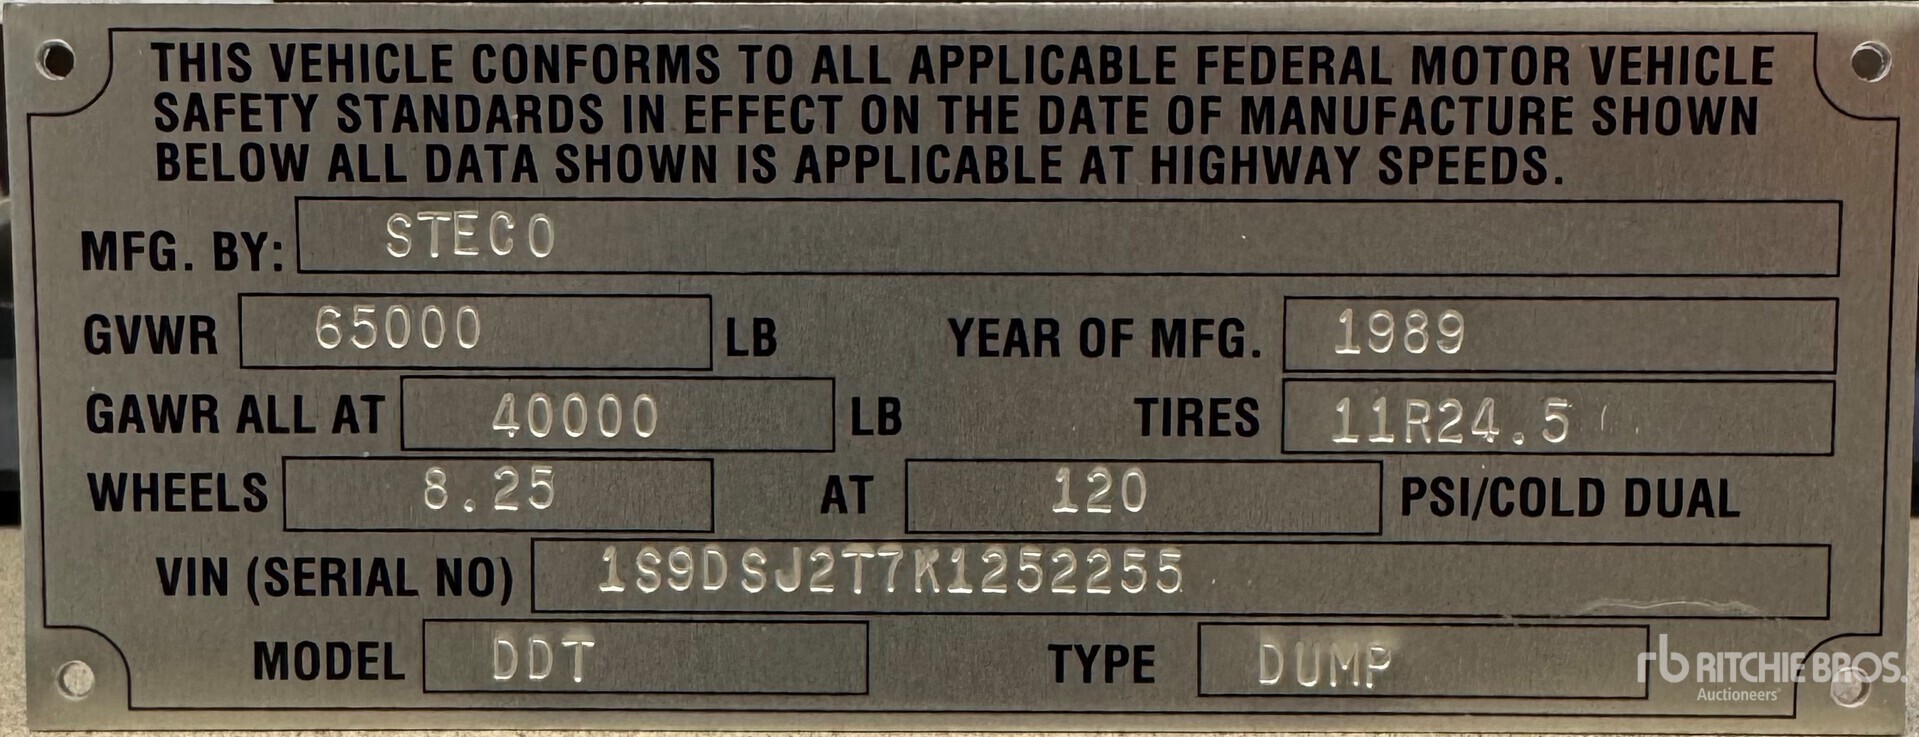 THIS VEHICLE CONFORMS TO ALL APPLICABLE FEDERAL MOTOR VEHICLE
SAFETY STANDARDS IN EFFECT ON THE DATE OF MANUFACTURE SHOWN
BELOW ALL DATA SHOWN IS APPLICABLE AT HIGHWAY SPEEDS.
MFG. BY: STECO
GVWR 65000 LB YEAR OF MFG. 1989
GAWR ALL AT 40000 LB TIRES 11R24.5
WHEELS 8.25 AT 120 PSI/COLD DUAL
VIN (SERIAL NO) 1S9DSJ2T7K1252255
MODEL DDT TYPE DUMP
rb RITCHIE BROS.
Auctioneers